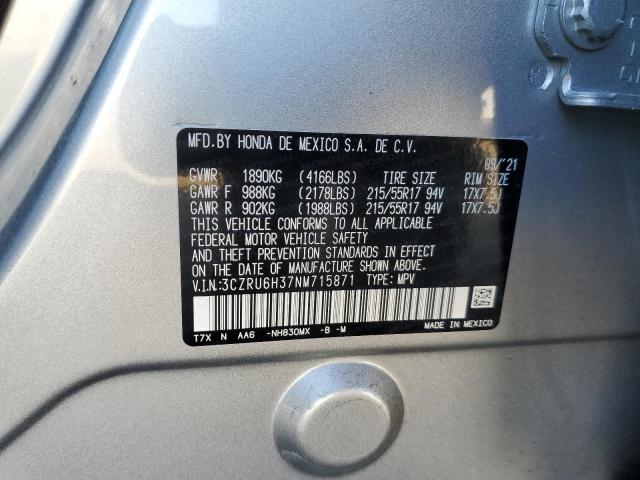 MFD.BY HONDA DE MEXICO S.A. DE C.V.
09/'21
GVWR 1890KG (4166LBS) TIRE SIZE RIM SIZE
GAWR F 988KG (2178LBS) 215/55R17 94V 17X7.5J
GAWR R 902KG (1988LBS) 215/55R17 94V 17X7.5J
THIS VEHICLE CONFORMS TO ALL APPLICABLE
FEDERAL MOTOR VEHICLE SAFETY
AND THEFT PREVENTION STANDARDS IN EFFECT
ON THE DATE OF MANUFACTURE SHOWN ABOVE.
V.I.N:3CZRU6H37NM715871 TYPE: MPV
T7X N AA6 -NH830MX -B -M
MADE IN MEXICO